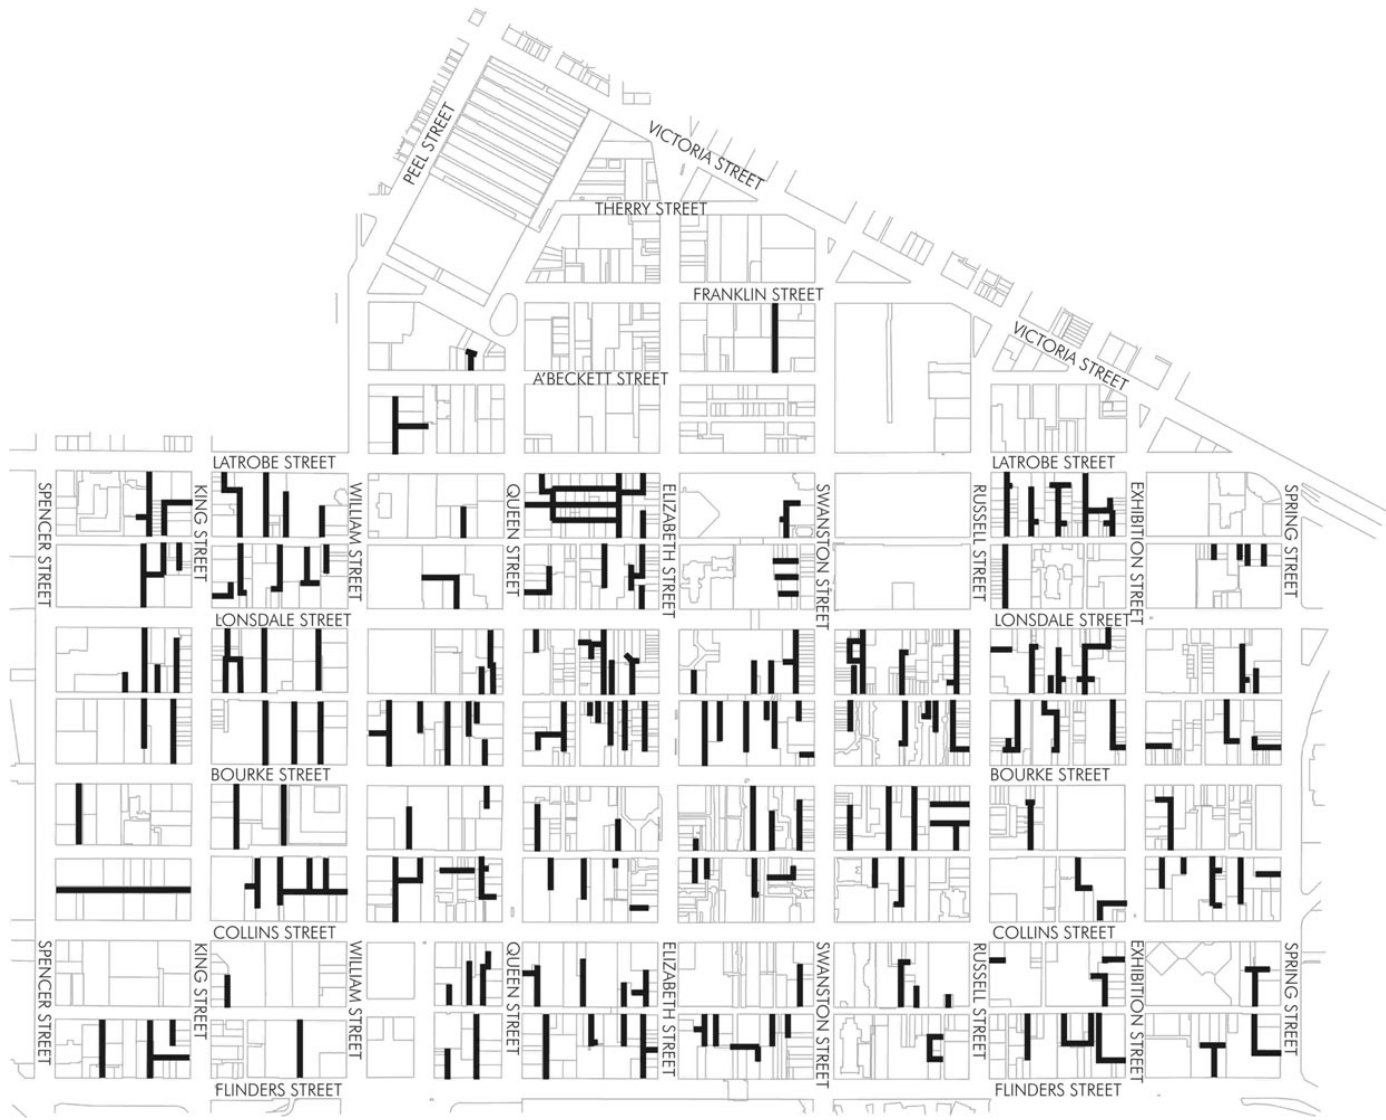 PEEL STREET
VICTORIA STREET
THERRY STREET
FRANKLIN STREET
VICTORIA STREET
A'BECKETT STREET
LATROBE STREET
LATROBE STREET
SPENCER STREET
KING STREET
WILLIAM STREET
QUEEN STREET
ELIZABETH STREET
SWANSTON STREET
RUSSELL STREET
EXHIBITION STREET
SPRING STREET
LONSDALE STREET
LONSDALE STREET
BOURKE STREET
BOURKE STREET
COLLINS STREET
COLLINS STREET
SPENCER STREET
KING STREET
WILLIAM STREET
QUEEN STREET
ELIZABETH STREET
SWANSTON STREET
RUSSELL STREET
EXHIBITION STREET
SPRING STREET
FLINDERS STREET
FLINDERS STREET